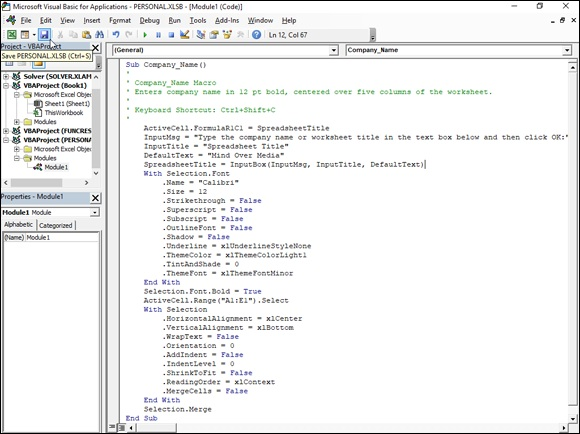 Microsoft Visual Basic for Applications - PERSONAL.XLSB - [Module1 (Code)]
File Edit View Insert Format Debug Run Tools Add-Ins Window Help
Ln 12, Col 67
Project - VBAProject
Save PERSONAL.XLSB (Ctrl+S)
Solver (SOLVER.XLAM
VBAProject (Book1)
Microsoft Excel Objec
Sheet1 (Sheet1)
ThisWorkbook
Modules
VBAProject (FUNCRES
VBAProject (PERSONA
Microsoft Excel Objec
Modules
Module1
Properties - Module1
Module1 Module
Alphabetic Categorized
(Name) Module1
(General) Company_Name
Sub Company_Name()
'
' Company_Name Macro
' Enters company name in 12 pt bold, centered over five columns of the worksheet.
'
' Keyboard Shortcut: Ctrl+Shift+C
'
ActiveCell.FormulaR1C1 = SpreadsheetTitle
InputMsg = "Type the company name or worksheet title in the text box below and then click OK:"
InputTitle = "Spreadsheet Title"
DefaultText = "Mind Over Media"
SpreadsheetTitle = InputBox(InputMsg, InputTitle, DefaultText)
With Selection.Font
.Name = "Calibri"
.Size = 12
.Strikethrough = False
.Superscript = False
.Subscript = False
.OutlineFont = False
.Shadow = False
.Underline = xlUnderlineStyleNone
.ThemeColor = xlThemeColorLight1
.TintAndShade = 0
.ThemeFont = xlThemeFontMinor
End With
Selection.Font.Bold = True
ActiveCell.Range("A1:E1").Select
With Selection
.HorizontalAlignment = xlCenter
.VerticalAlignment = xlBottom
.WrapText = False
.Orientation = 0
.AddIndent = False
.IndentLevel = 0
.ShrinkToFit = False
.ReadingOrder = xlContext
.MergeCells = False
End With
Selection.Merge
End Sub